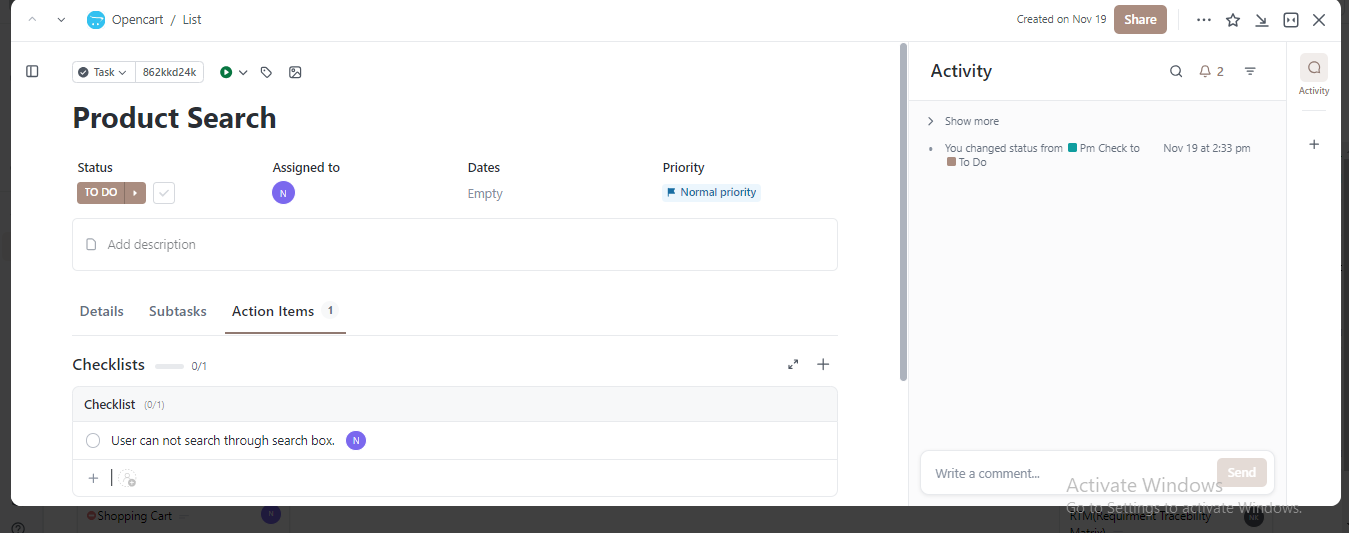 Opencart / List
Created on Nov 19
Share
Task
862kkd24k
Product Search
Status
Assigned to
Dates
Priority
TO DO
N
Empty
Normal priority
Add description
Details
Subtasks
Action Items 1
Checklists 0/1
Checklist (0/1)
User can not search through search box. N
Activity
2
Show more
You changed status from Pm Check to
To Do
Nov 19 at 2:33 pm
Write a comment...
Send
Activity
Activate Windows
Go to Settings to activate Windows.
Shopping Cart
N
RTM(Requirment Tracebility
Matrix)